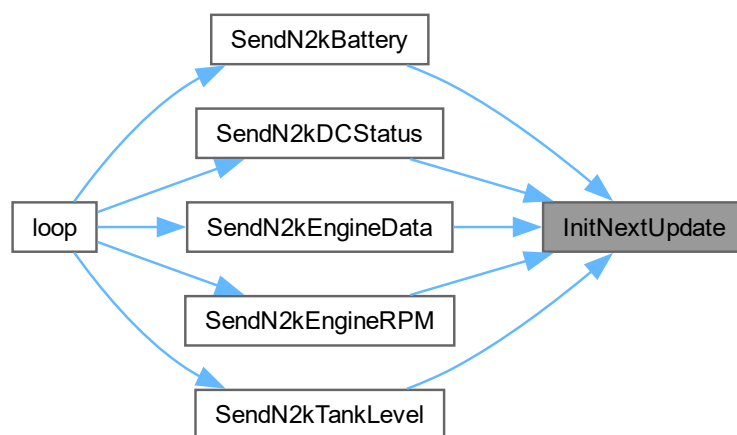 SendN2kBattery
SendN2kDCStatus
loop
SendN2kEngineData
InitNextUpdate
SendN2kEngineRPM
SendN2kTankLevel